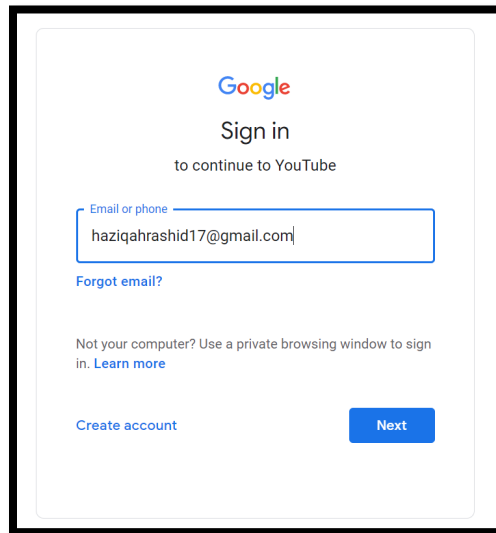 Google
Sign in
to continue to YouTube
Email or phone
haziqahrashid17@gmail.com
Forgot email?
Not your computer? Use a private browsing window to sign
in. Learn more
Create account
Next